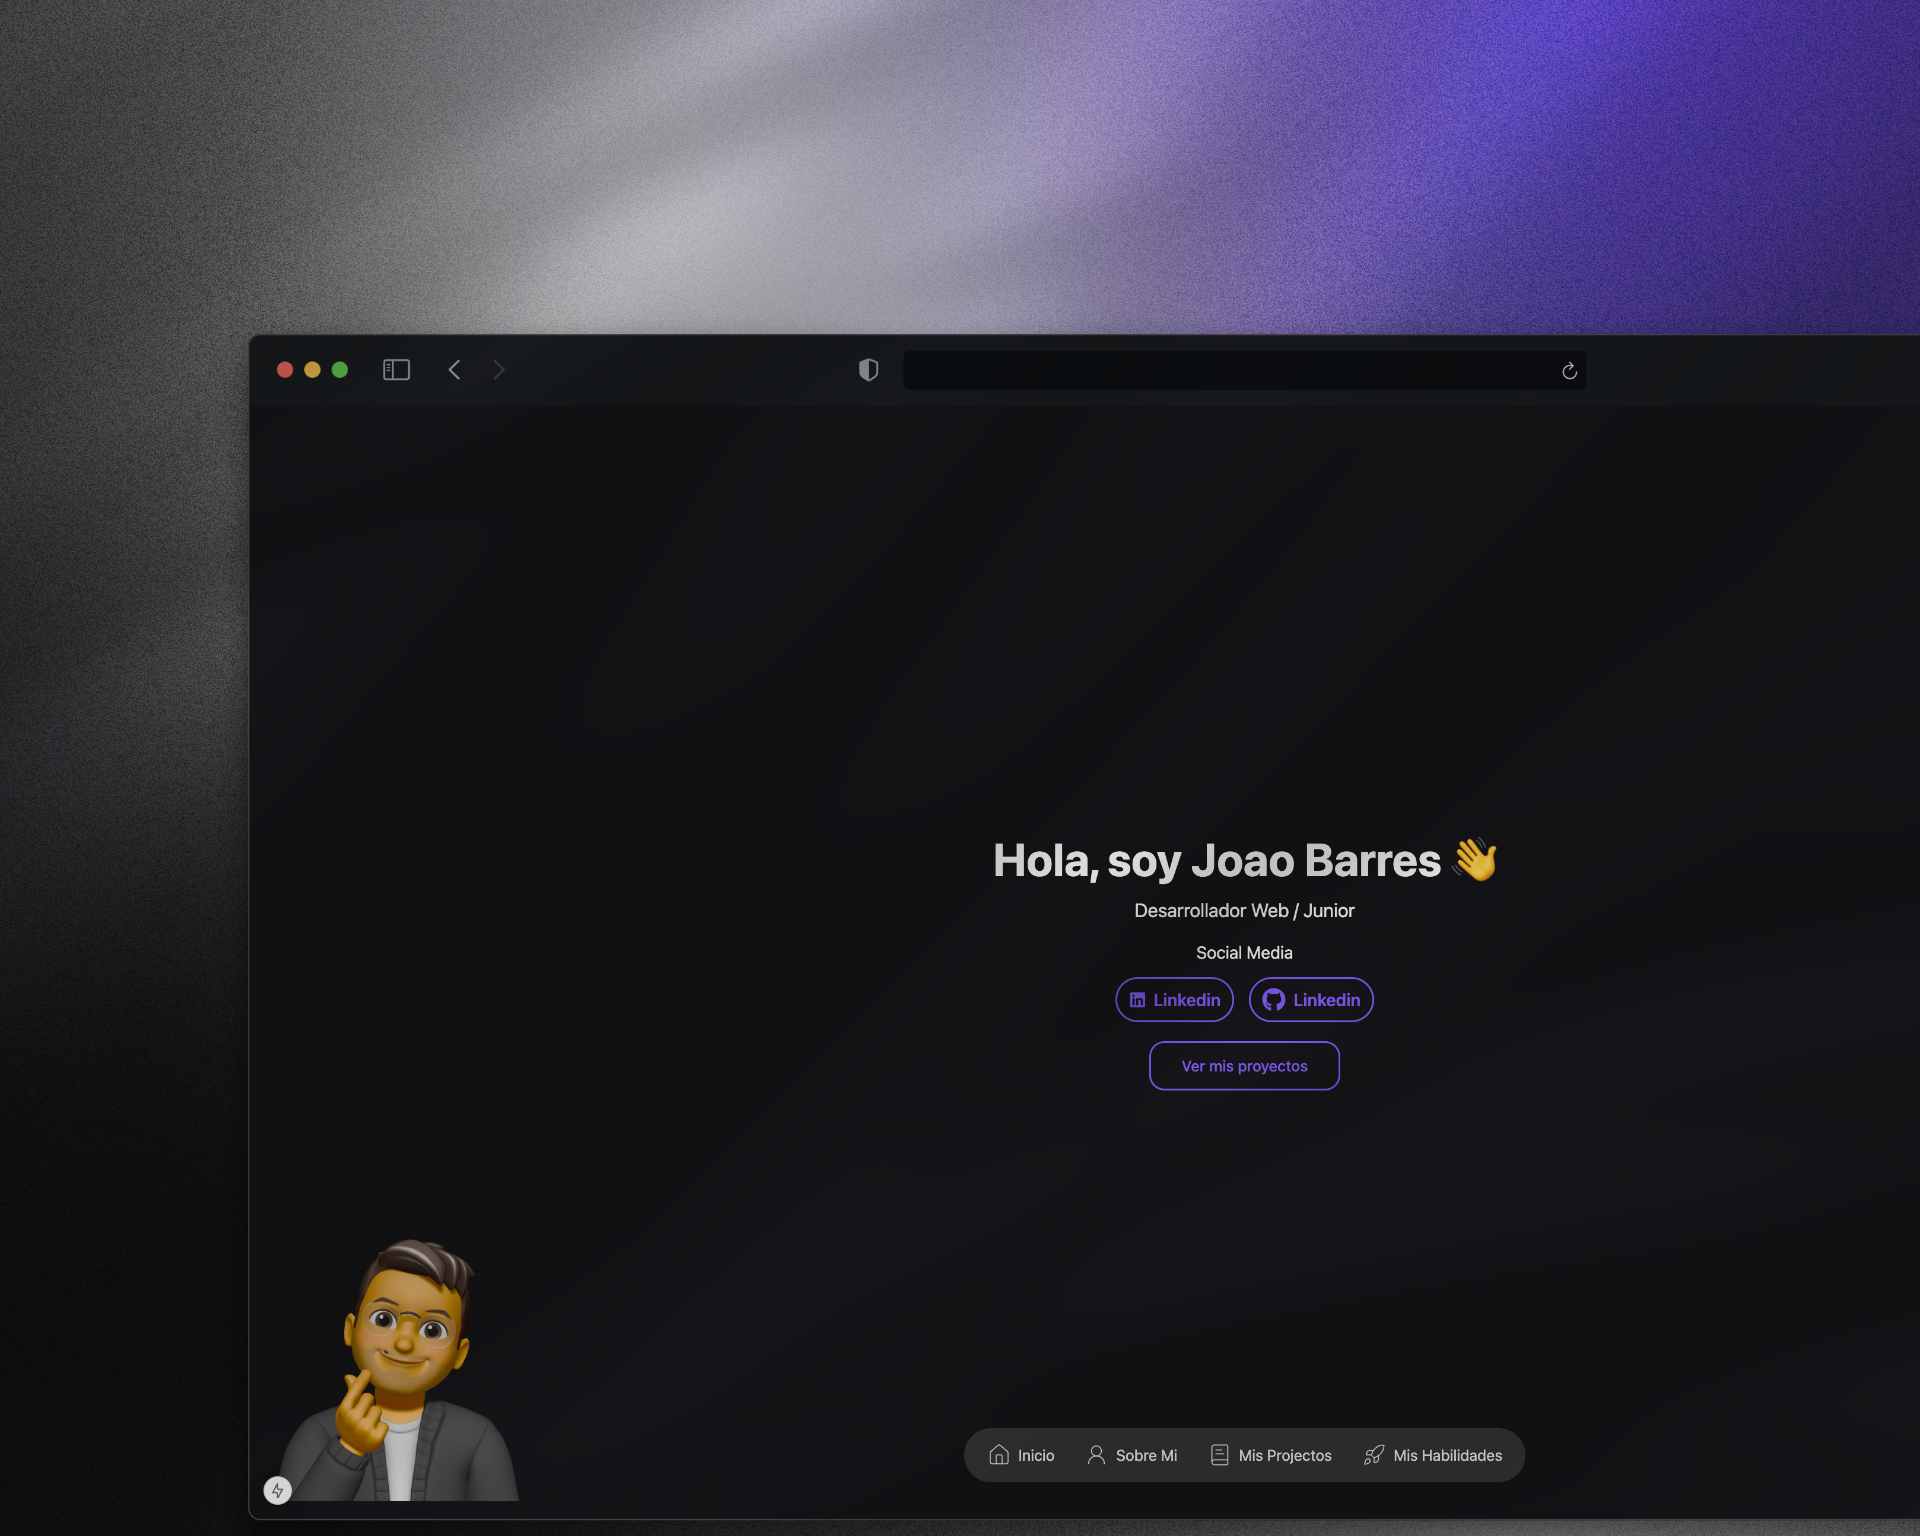 Hola, soy Joao Barres 👋
Desarrollador Web / Junior
Social Media
Linkedin Linkedin
Ver mis proyectos
Inicio Sobre Mi Mis Projectos Mis Habilidades